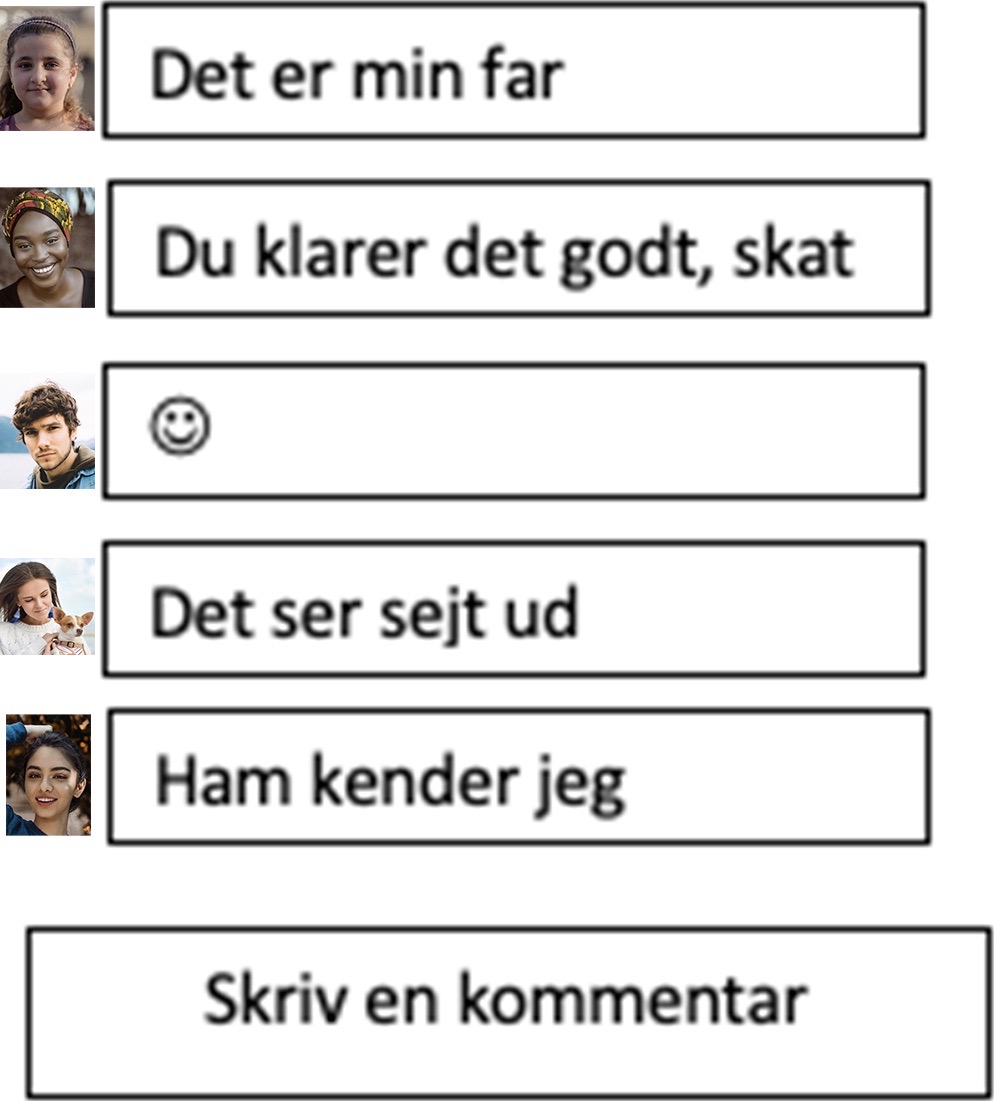 Det er min far
Du klarer det godt, skat
☺
Det ser sejt ud
Ham kender jeg
Skriv en kommentar